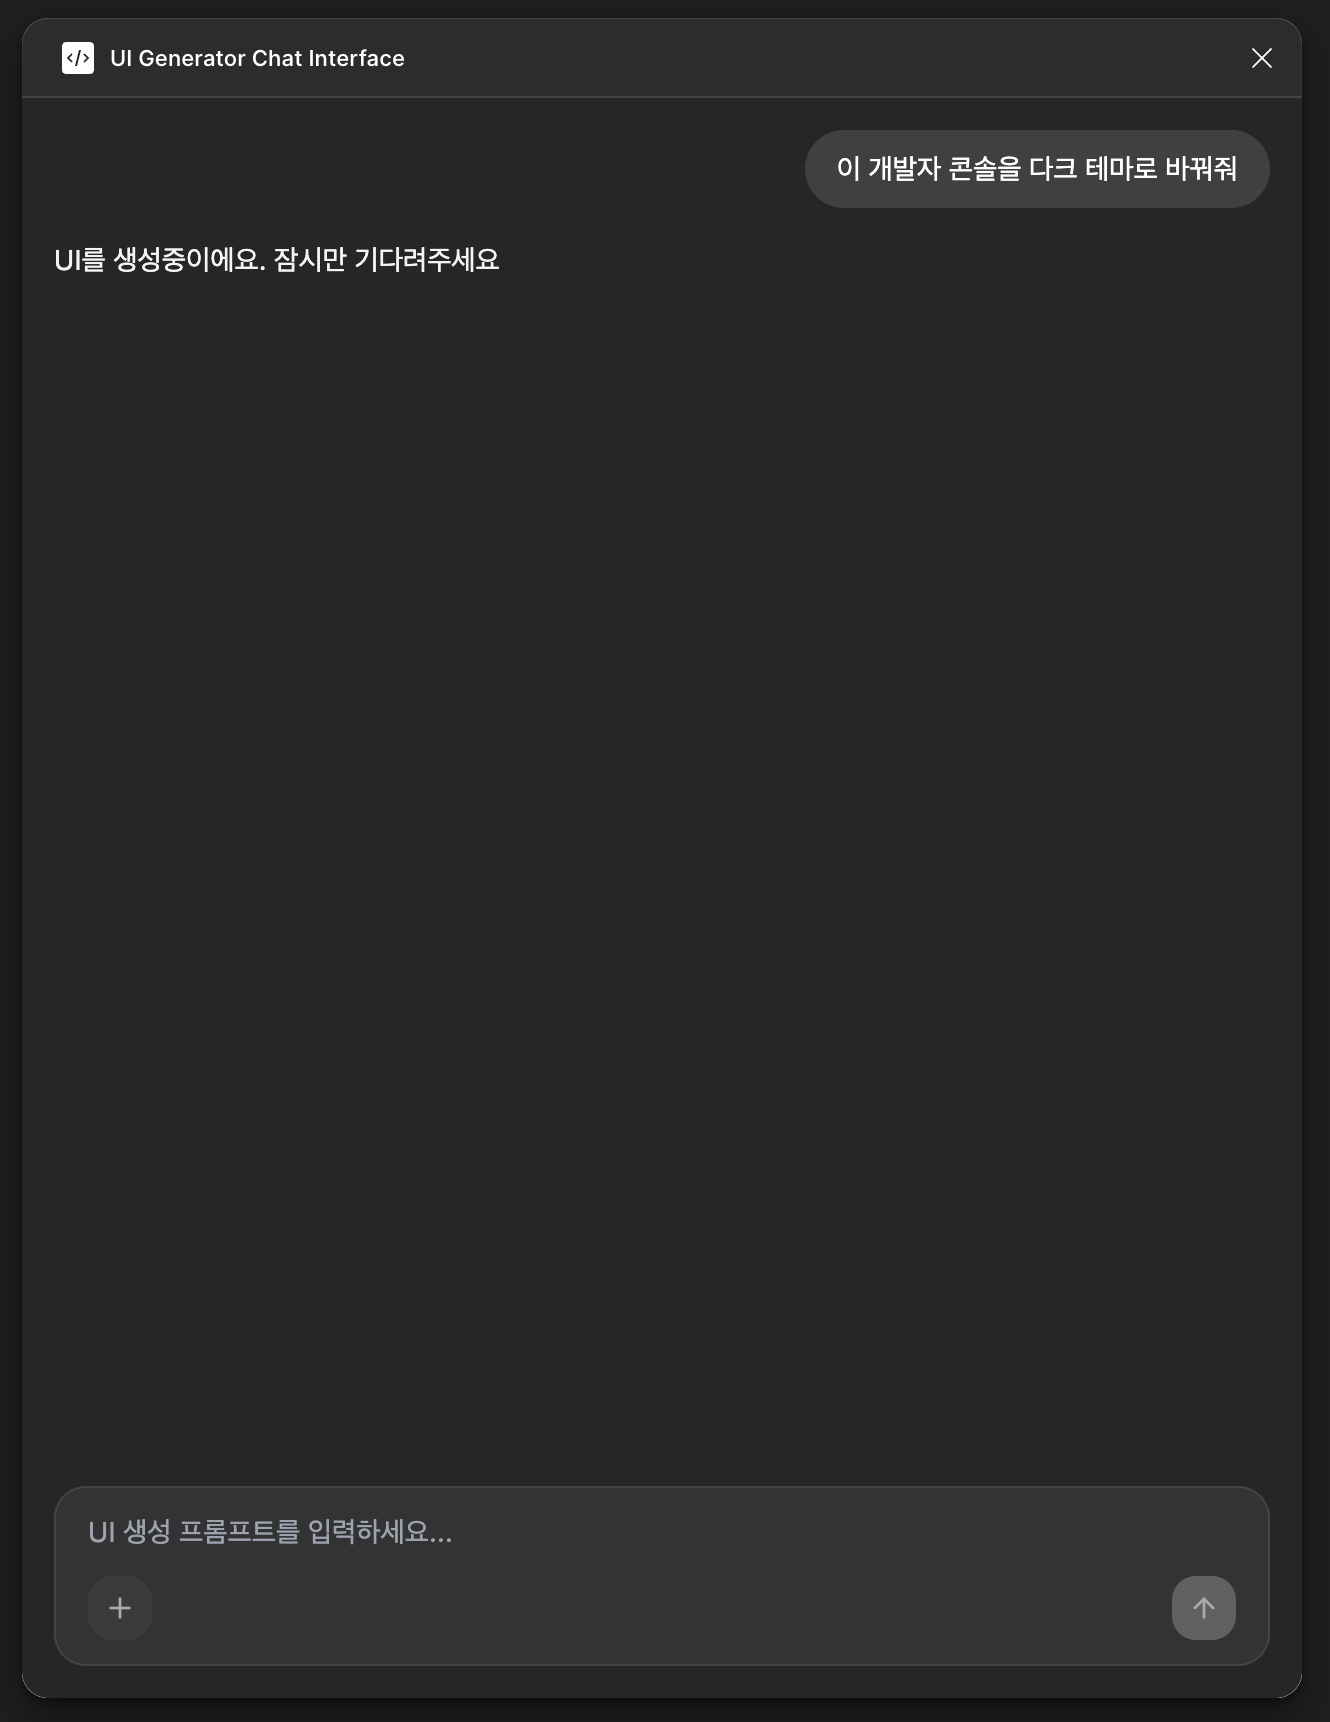 </> UI Generator Chat Interface
이 개발자 콘솔을 다크 테마로 바꿔줘
UI를 생성중이에요. 잠시만 기다려주세요
UI 생성 프롬프트를 입력하세요...